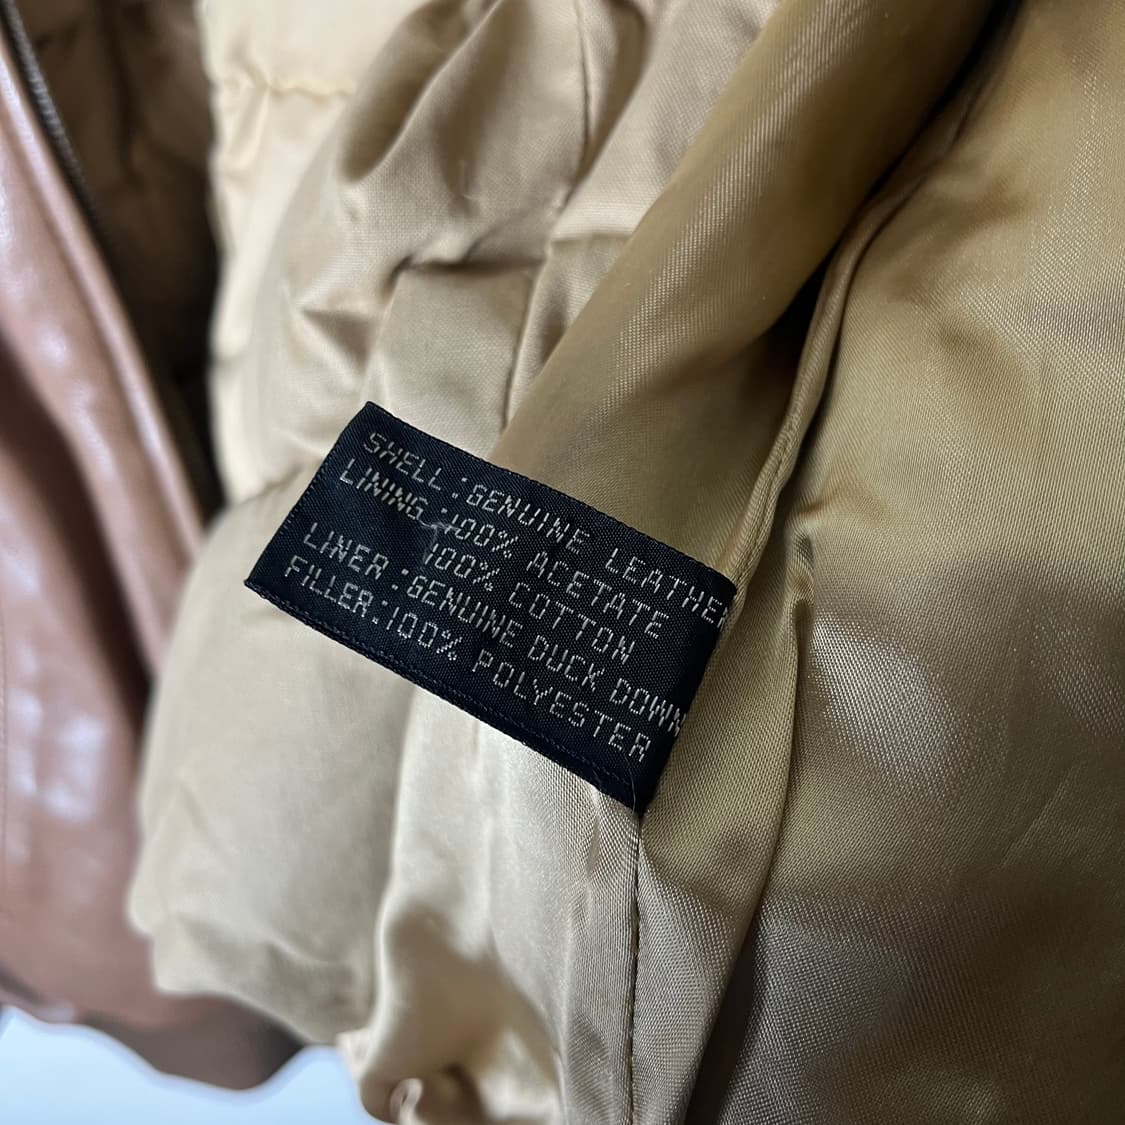 SHELL:GENUINE LEATHER
LINING:100% ACETATE
100% COTTON
LINER:GENUINE DUCK DOWN
FILLER:100% POLYESTER